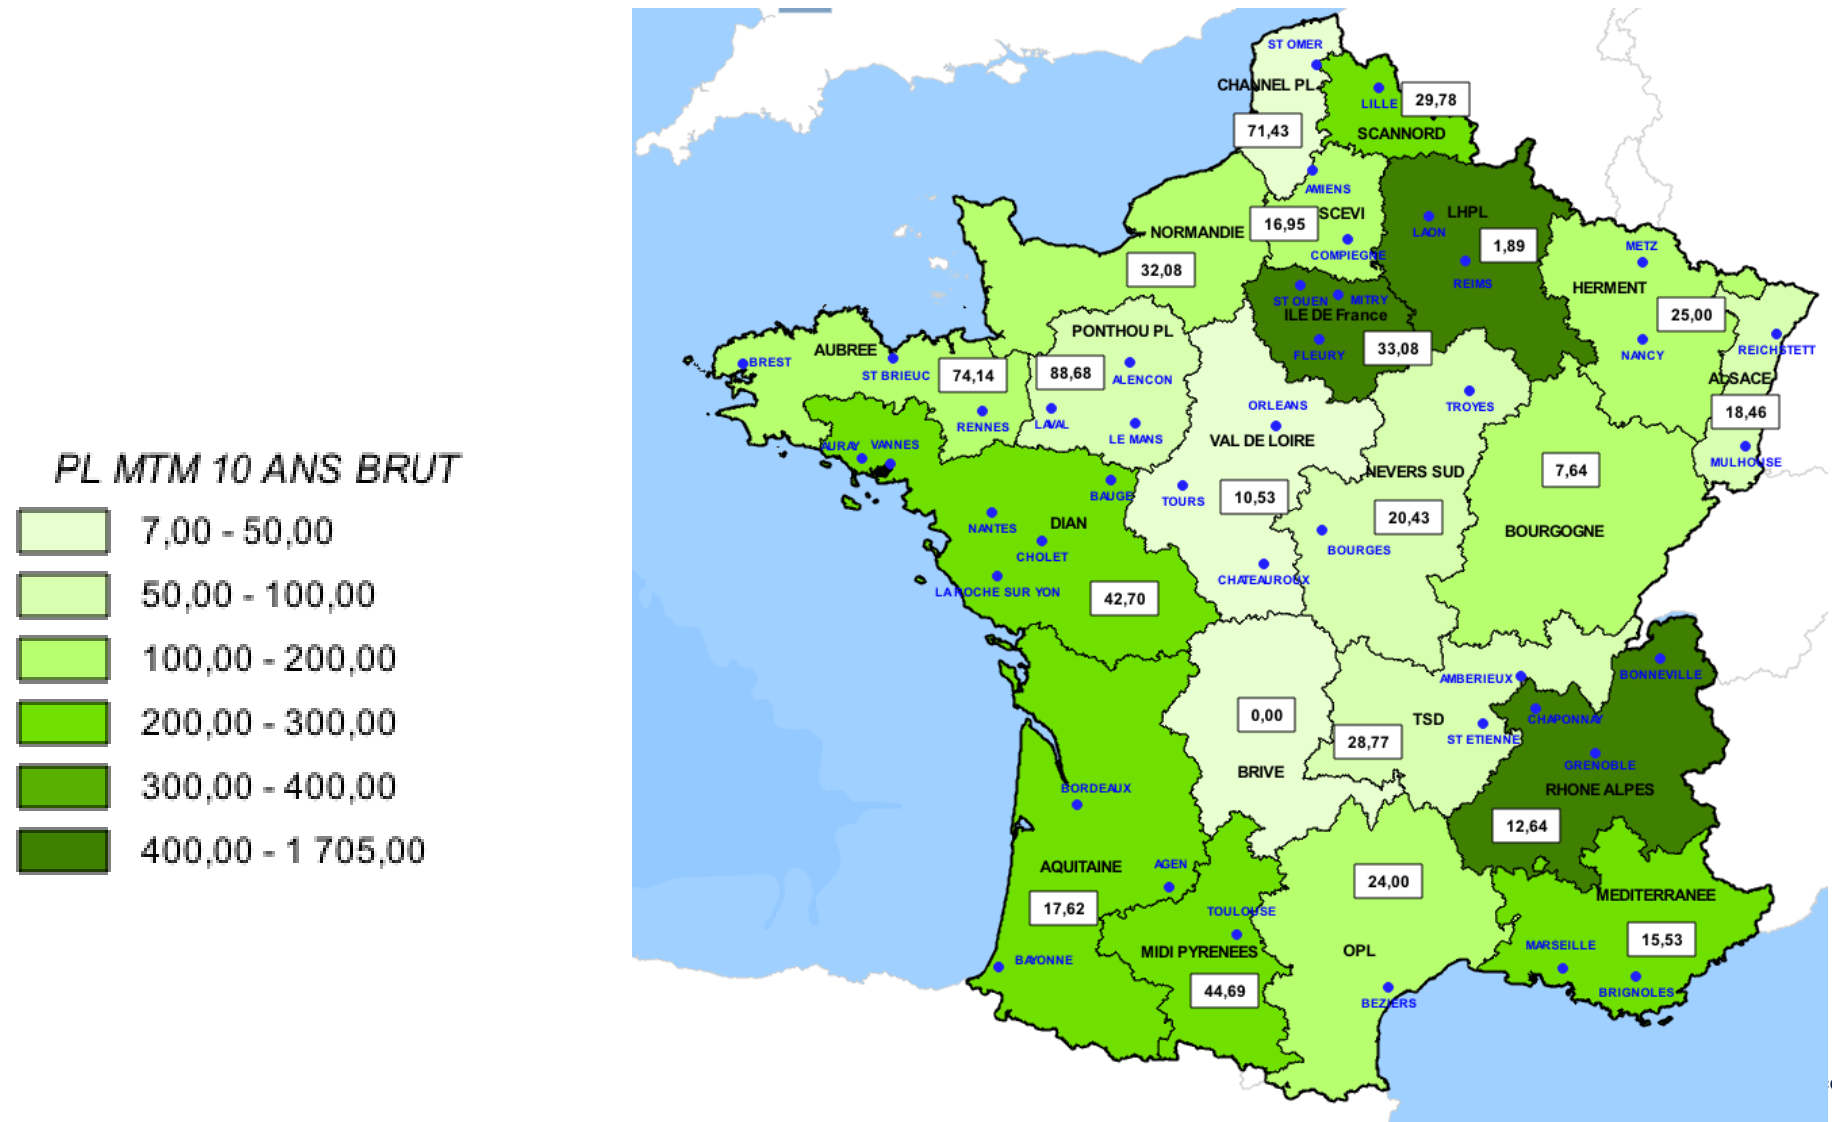 PL MTM 10 ANS BRUT
7,00 - 50,00
50,00 - 100,00
100,00 - 200,00
200,00 - 300,00
300,00 - 400,00
400,00 - 1 705,00
ST OMER
CHANNEL PL
LILLE
29,78
71,43
SCANNORD
AMIENS
SCEVI
16,95
LHPL
LAON
1,89
NORMANDIE
32,08
COMPIEGNE
REIMS
METZ
HERMENT
25,00
NANCY
REICHSTETT
ALSACE
18,46
MULHOUSE
ST OUEN
MITRY
ILE DE France
FLEURY
33,08
PONTHOU PL
88,68
ALENCON
LAVAL
LE MANS
AUBREE
BREST
ST BRIEUC
74,14
RENNES
AURAY
VANNES
ORLEANS
VAL DE LOIRE
TROYES
NEVERS SUD
7,64
TOURS
10,53
20,43
BOURGES
BOURGOGNE
CHATEAUROUX
BAUGE
NANTES
DIAN
CHOLET
LA ROCHE SUR YON
42,70
0,00
BRIVE
AMBERIEUX
TSD
ST ETIENNE
28,77
BONNEVILLE
CHAPONNAY
GRENOBLE
RHONE ALPES
12,64
BORDEAUX
AQUITAINE
AGEN
17,62
BAYONNE
TOULOUSE
MIDI PYRENEES
44,69
24,00
OPL
BEZIERS
MEDITERRANEE
15,53
MARSEILLE
BRIGNOLES